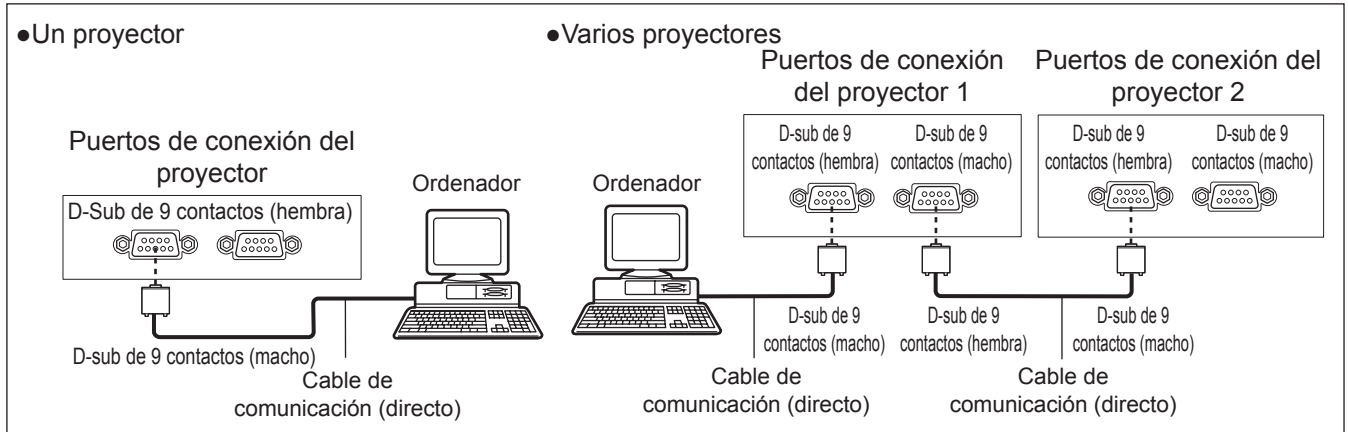 ●Un proyector
Puertos de conexión del
proyector
D-Sub de 9 contactos (hembra)
Ordenador
D-sub de 9 contactos (macho)
Cable de
comunicación (directo)
●Varios proyectores
Puertos de conexión
del proyector 1
D-sub de 9
contactos (hembra)
D-sub de 9
contactos (macho)
Puertos de conexión del
proyector 2
D-sub de 9
contactos (hembra)
D-sub de 9
contactos (macho)
Ordenador
D-sub de 9
contactos (macho)
D-sub de 9
contactos (hembra)
D-sub de 9
contactos (macho)
Cable de
comunicación (directo)
Cable de
comunicación (directo)